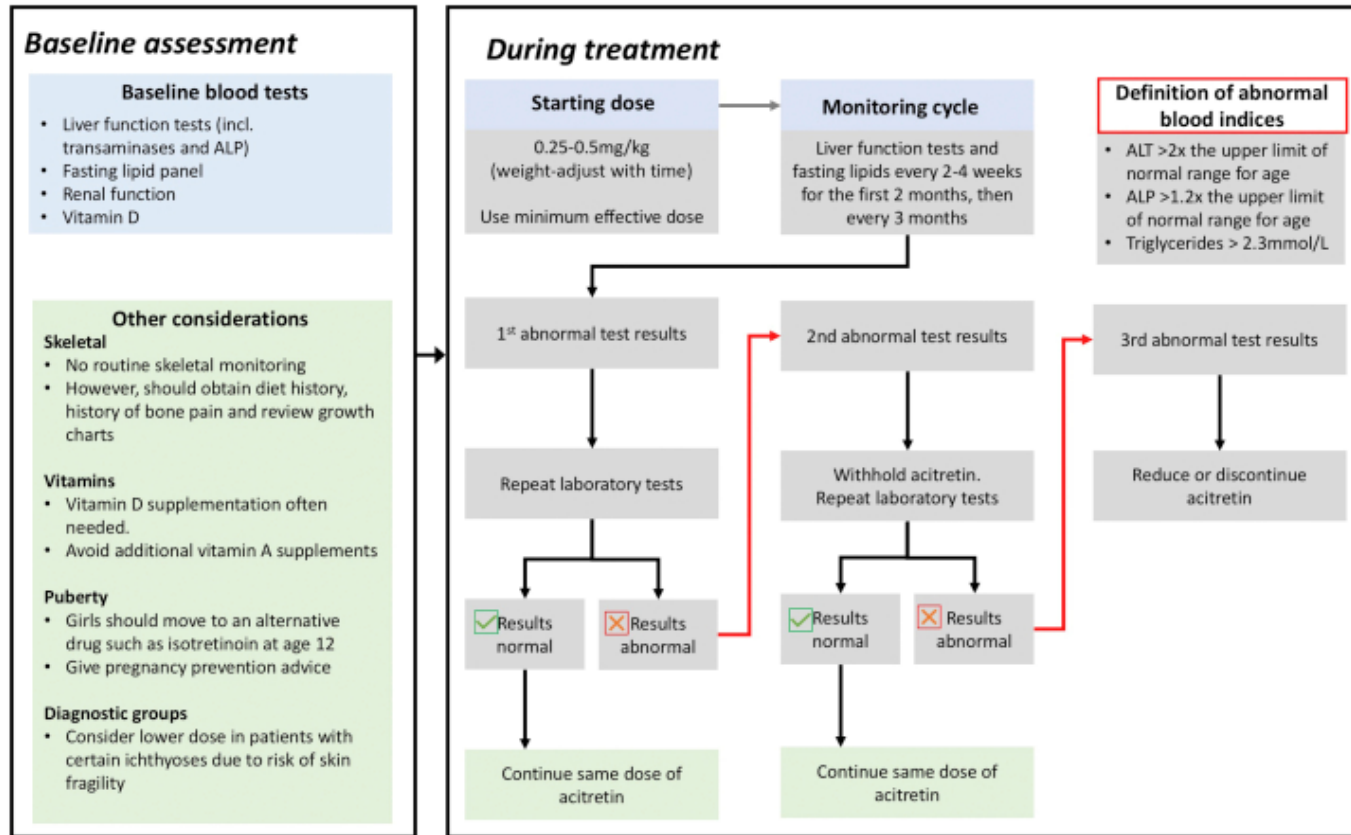 Baseline assessment
Baseline blood tests
• Liver function tests (incl.
transaminases and ALP)
• Fasting lipid panel
• Renal function
• Vitamin D
Other considerations
Skeletal
• No routine skeletal monitoring
• However, should obtain diet history,
history of bone pain and review growth
charts
Vitamins
• Vitamin D supplementation often
needed.
• Avoid additional vitamin A supplements
Puberty
• Girls should move to an alternative
drug such as isotretinoin at age 12
• Give pregnancy prevention advice
Diagnostic groups
• Consider lower dose in patients with
certain ichthyoses due to risk of skin
fragility
During treatment
Starting dose
0.25-0.5mg/kg
(weight-adjust with time)
Use minimum effective dose
Monitoring cycle
Liver function tests and
fasting lipids every 2-4 weeks
for the first 2 months, then
every 3 months
Definition of abnormal
blood indices
• ALT >2x the upper limit of
normal range for age
• ALP >1.2x the upper limit
of normal range for age
• Triglycerides > 2.3mmol/L
1st abnormal test results
2nd abnormal test results
3rd abnormal test results
Repeat laboratory tests
Withhold acitretin.
Repeat laboratory tests
Reduce or discontinue
acitretin
Results
normal
Results
abnormal
Results
normal
Results
abnormal
Continue same dose of
acitretin
Continue same dose of
acitretin